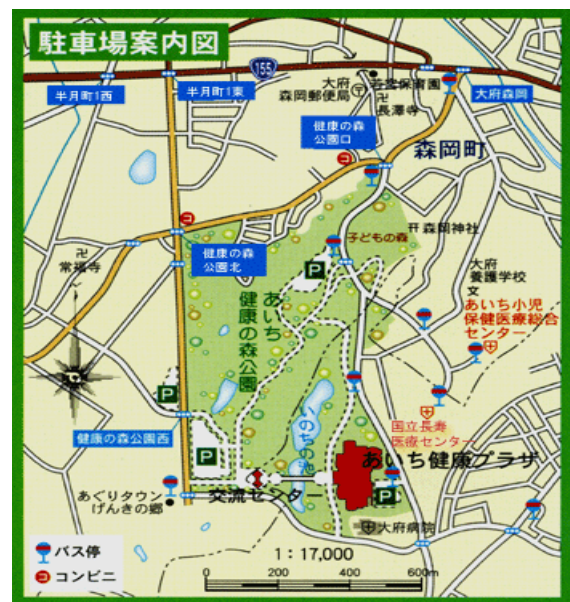 駐車場案内図
155
半月町1西
半月町1東
大府
森岡郵便局
若宮保育園
卍
長澤寺
大府森岡
健康の森
公園口
森岡町
コ
コ
健康の森
公園北
卍
常福寺
子どもの森
森岡神社
大府
養護学校
文
P
あいち
健康の森公園
あいち小児
保健医療総合
センター
P
いのちの池
国立長寿
医療センター
健康の森公園西
P
あいち健康プラザ
あぐりタウン
げんきの郷
交流センター
P
大府病院
バス停
コ コンビニ
1:17,000
0 200 400 600m